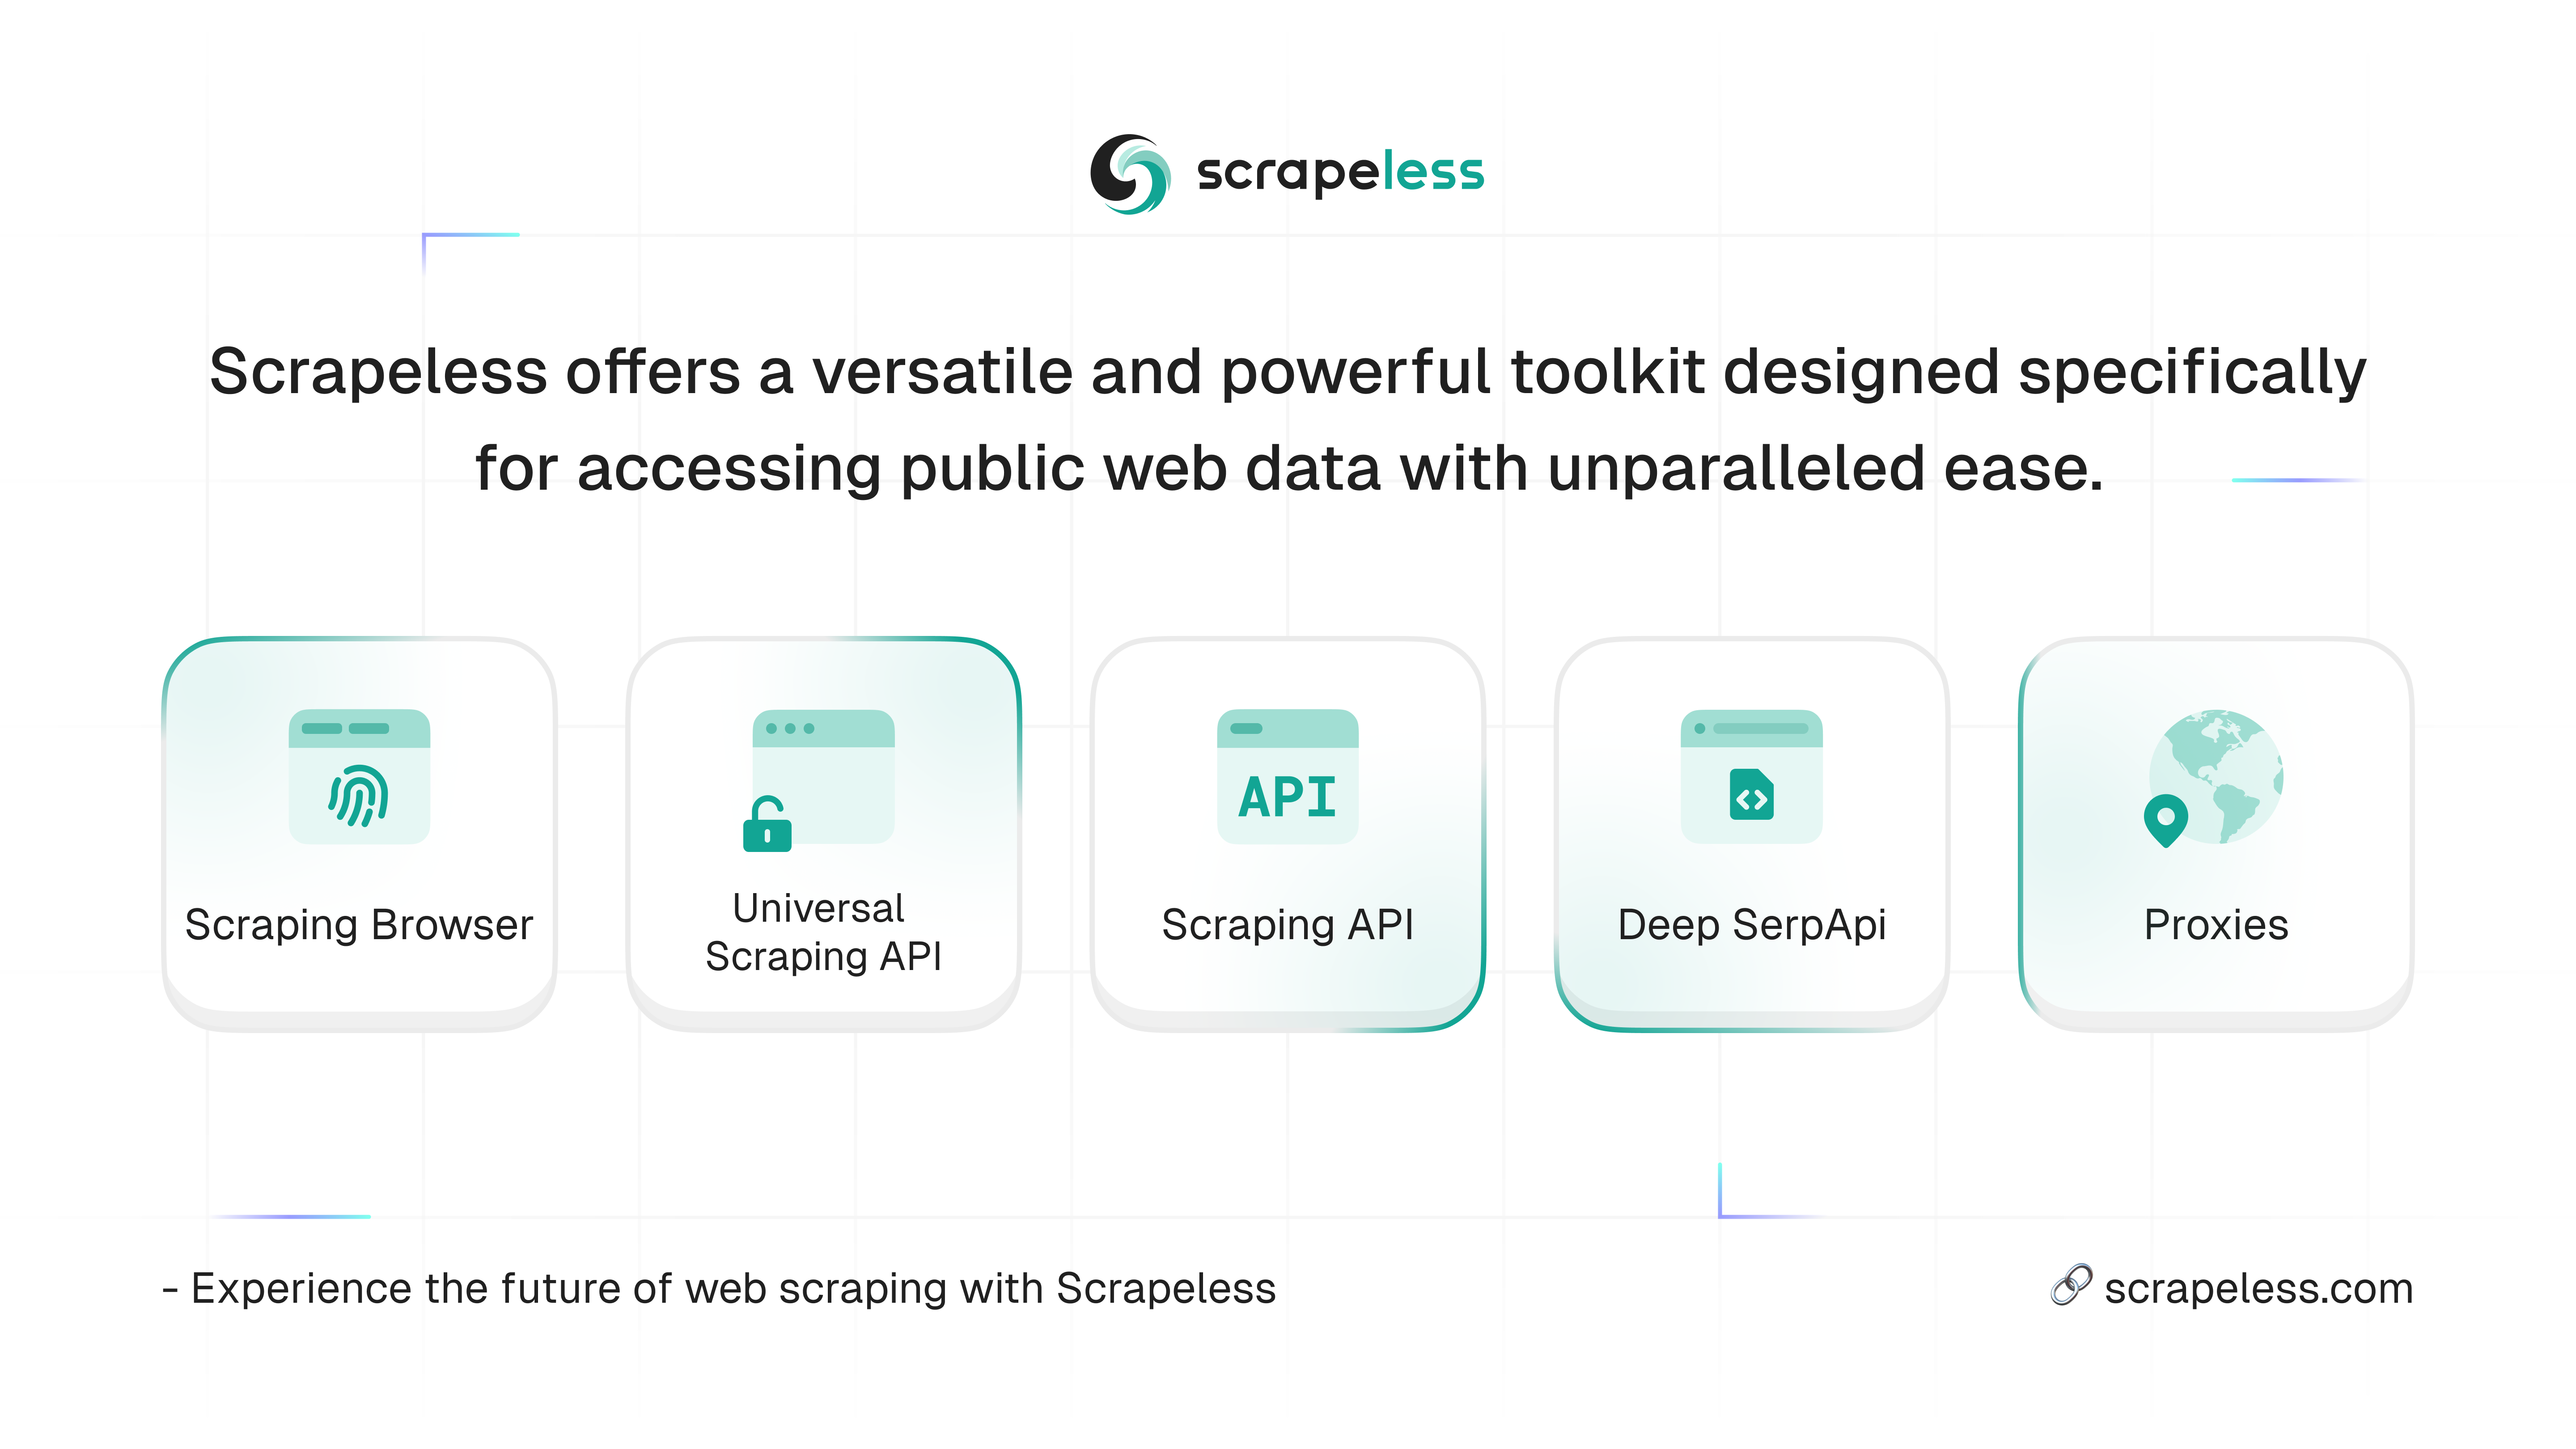 scrapeless
Scrapeless offers a versatile and powerful toolkit designed specifically
for accessing public web data with unparalleled ease.
Scraping Browser
Universal
Scraping API
API
Scraping API
Deep SerpApi
Proxies
- Experience the future of web scraping with Scrapeless
scrapeless.com